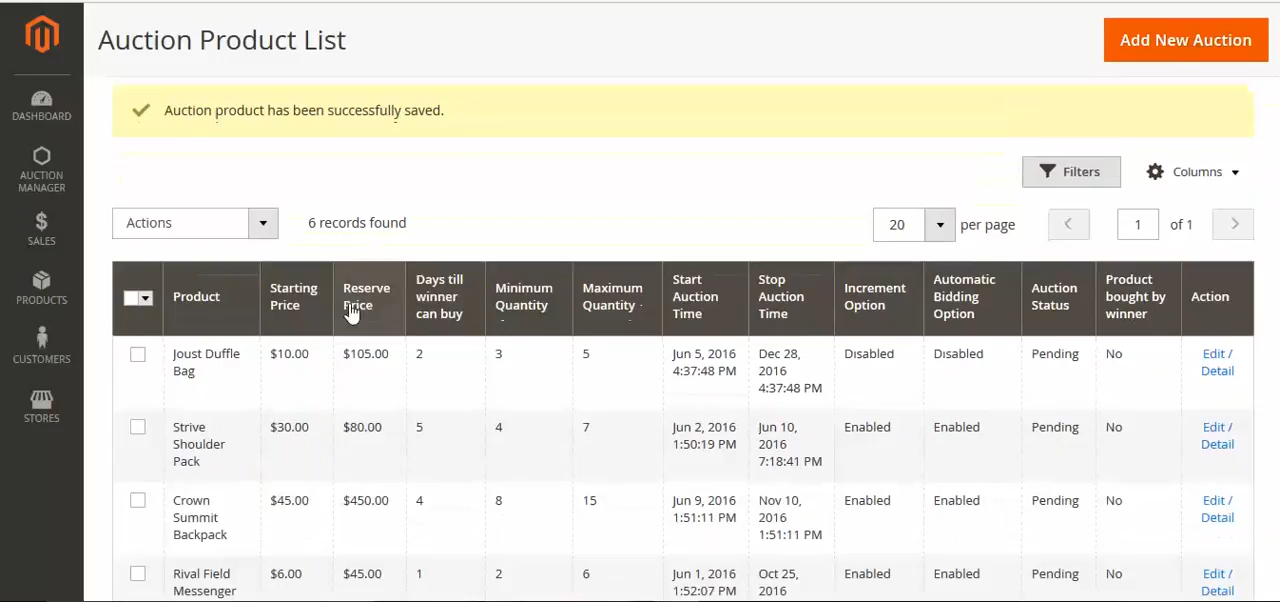 Auction Product List
Add New Auction
DASHBOARD
AUCTION
MANAGER
SALES
PRODUCTS
CUSTOMERS
STORES
Auction product has been successfully saved.
Filters
Columns
Actions
6 records found
20
per page
1
of 1
Product
Starting
Price
Reserve
Price
Days till
winner
can buy
Minimum
Quantity
Maximum
Quantity
Start
Auction
Time
Stop
Auction
Time
Increment
Option
Automatic
Bidding
Option
Auction
Status
Product
bought by
winner
Action
Joust Duffle
Bag
$10.00
$105.00
2
3
5
Jun 5, 2016
4:37:48 PM
Dec 28,
2016
4:37:48 PM
Disabled
Disabled
Pending
No
Edit /
Detail
Strive
Shoulder
Pack
$30.00
$80.00
5
4
7
Jun 2, 2016
1:50:19 PM
Jun 10,
2016
7:18:41 PM
Enabled
Enabled
Pending
No
Edit /
Detail
Crown
Summit
Backpack
$45.00
$450.00
4
8
15
Jun 9, 2016
1:51:11 PM
Nov 10,
2016
1:51:11 PM
Enabled
Enabled
Pending
No
Edit /
Detail
Rival Field
Messenger
$6.00
$45.00
1
2
6
Jun 1, 2016
1:52:07 PM
Oct 25,
2016
Enabled
Enabled
Pending
No
Edit /
Detail